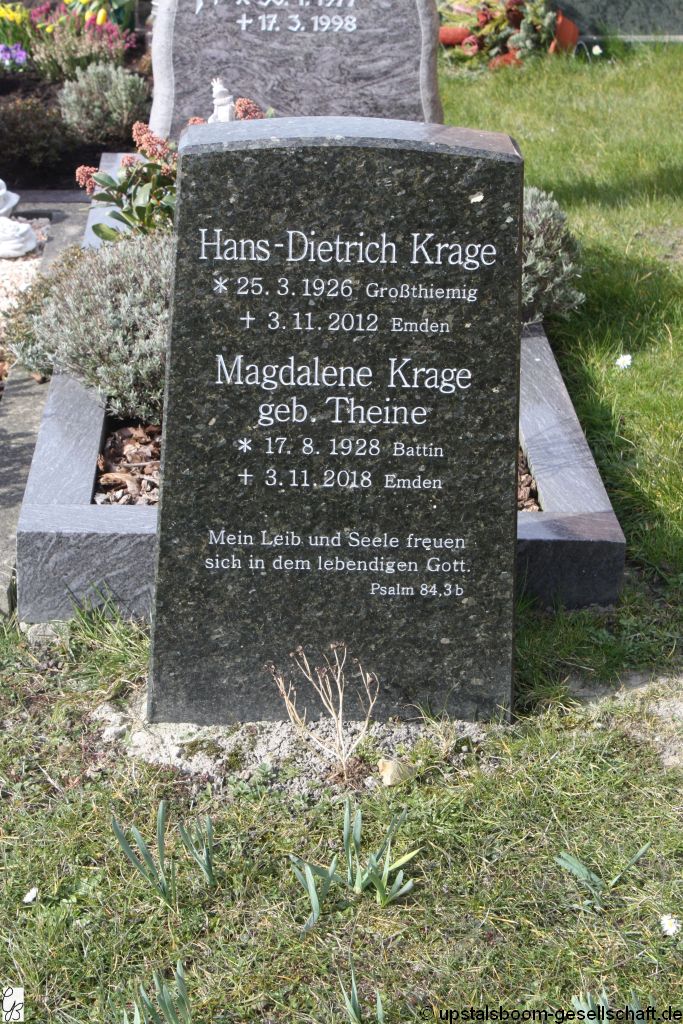 ✝ 17. 3. 1998
Hans-Dietrich Krage
* 25. 3. 1926 Großthiemig
✝ 3. 11. 2012 Emden
Magdalene Krage
geb. Theine
* 17. 8. 1928 Battin
✝ 3. 11. 2018 Emden
Mein Leib und Seele freuen
sich in dem lebendigen Gott.
Psalm 84,3b
© upstalsboom-gesellschaft.de